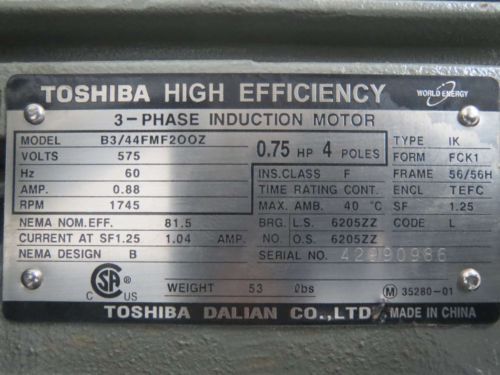 TOSHIBA HIGH EFFICIENCY
WORLD ENERGY
3-PHASE INDUCTION MOTOR
MODEL B3/44FMF2OOZ 0.75 HP 4 POLES TYPE IK
VOLTS 575 FORM FCK1
Hz 60 INS.CLASS F FRAME 56/56H
AMP. 0.88 TIME RATING CONT. ENCL TEFC
RPM 1745 MAX. AMB. 40 °C SF 1.25
NEMA NOM.EFF. 81.5 BRG. L.S. 6205ZZ CODE L
CURRENT AT SF1.25 1.04 AMP. NO. O.S. 6205ZZ
NEMA DESIGN B SERIAL NO. 42990986
SA ® C US
WEIGHT 53 lbs M 35280-01
TOSHIBA DALIAN CO.,LTD. MADE IN CHINA